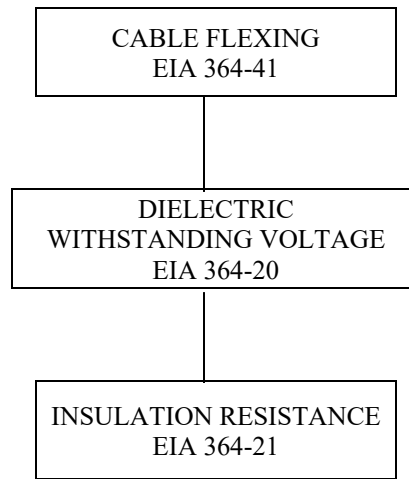 CABLE FLEXING
EIA 364-41
DIELECTRIC
WITHSTANDING VOLTAGE
EIA 364-20
INSULATION RESISTANCE
EIA 364-21